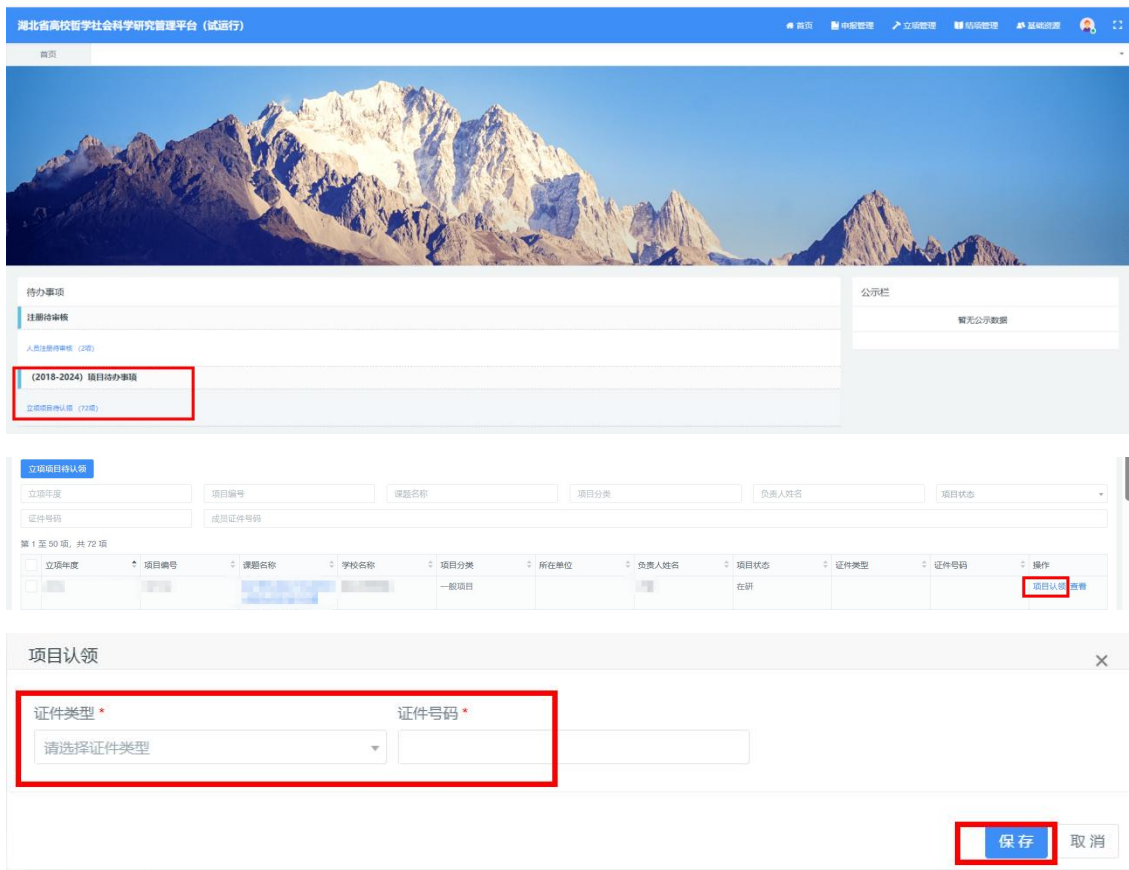 湖北省高校哲学社会科学研究管理平台（试运行） 首页 申报管理 立项管理 结项管理 基础资源
首页
待办事项 公示栏
注册待审核 暂无公示数据
人员注册待审核 (2项)
（2018-2024）项目待办事项
立项项目待认领 (72项)
立项项目待认领
立项年度 项目编号 课题名称 项目分类 负责人姓名 项目状态
证件号码 成员证件号码
第 1 至 50 项, 共 72 项
立项年度 项目编号 课题名称 学校名称 项目分类 所在单位 负责人姓名 项目状态 证件类型 证件号码 操作
一般项目 在研 项目认领 查看
项目认领
证件类型 * 证件号码 *
请选择证件类型
保存 取消